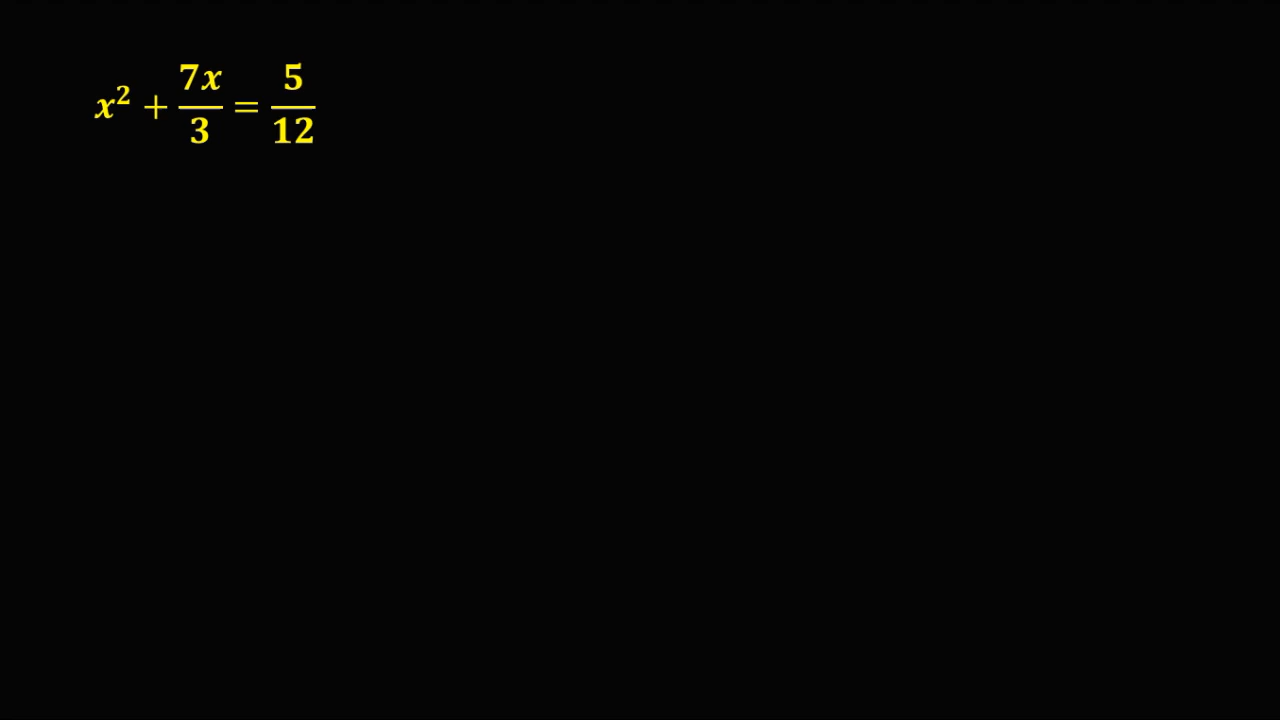 x² + 7x/3 = 5/12